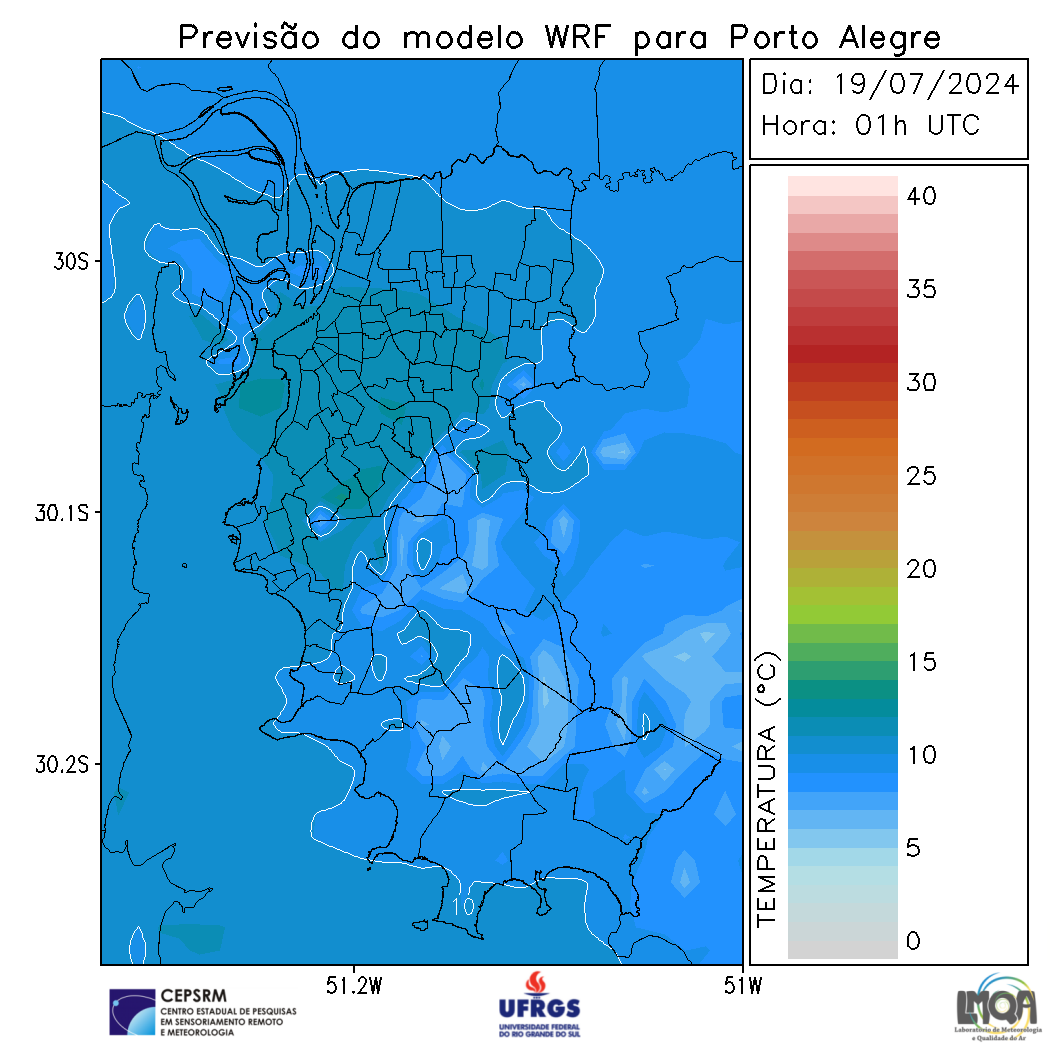 Previsão do modelo WRF para Porto Alegre
Dia: 19/07/2024
Hora: 01h UTC
40
35
30
25
20
15
10
5
0
TEMPERATURA (°C)
30S
30.1S
30.2S
10
51.2W
51W
CEPSRM
CENTRO ESTADUAL DE PESQUISAS
EM SENSORIAMENTO REMOTO
E METEOROLOGIA
UFRGS
UNIVERSIDADE FEDERAL
DO RIO GRANDE DO SUL
LMQA
Laboratório de Meteorologia
e Qualidade do Ar